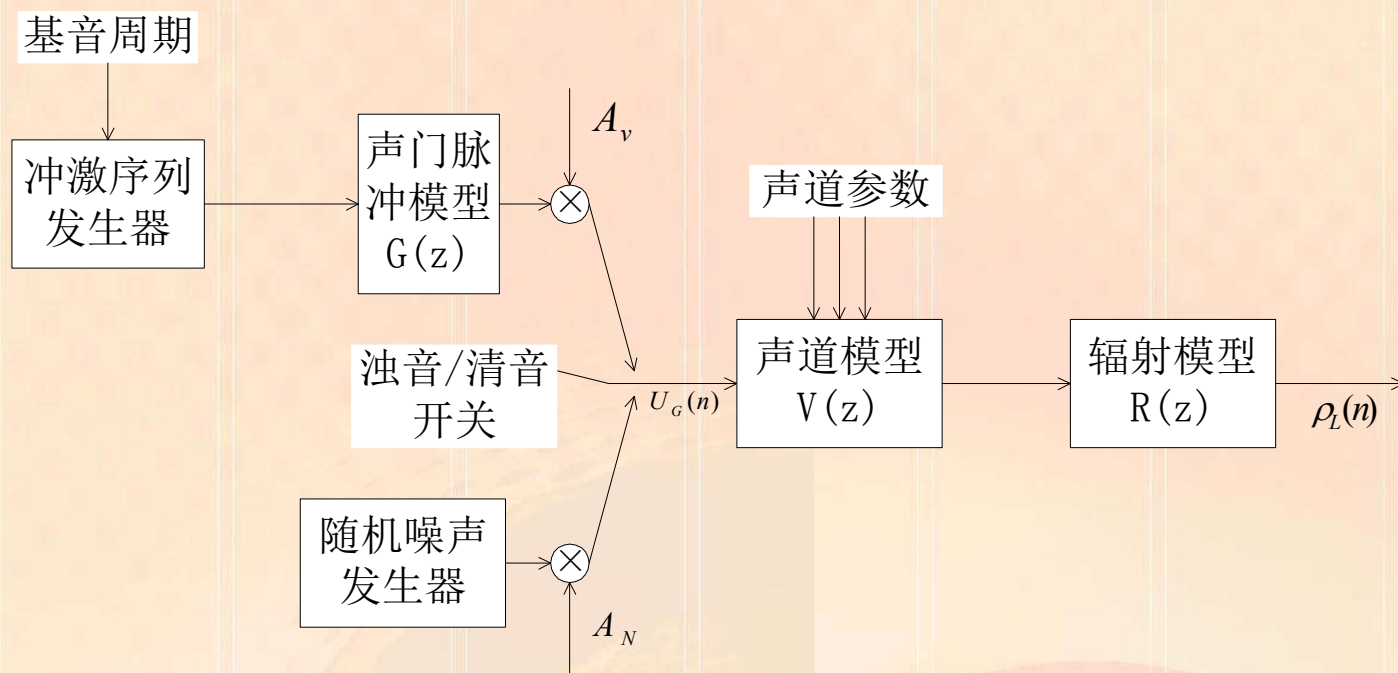 基音周期
冲激序列
发生器
声门脉
冲模型
G(z)
A_v
声道参数
浊音/清音
开关
U_G(n)
声道模型
V(z)
辐射模型
R(z)
ρ_L(n)
随机噪声
发生器
A_N